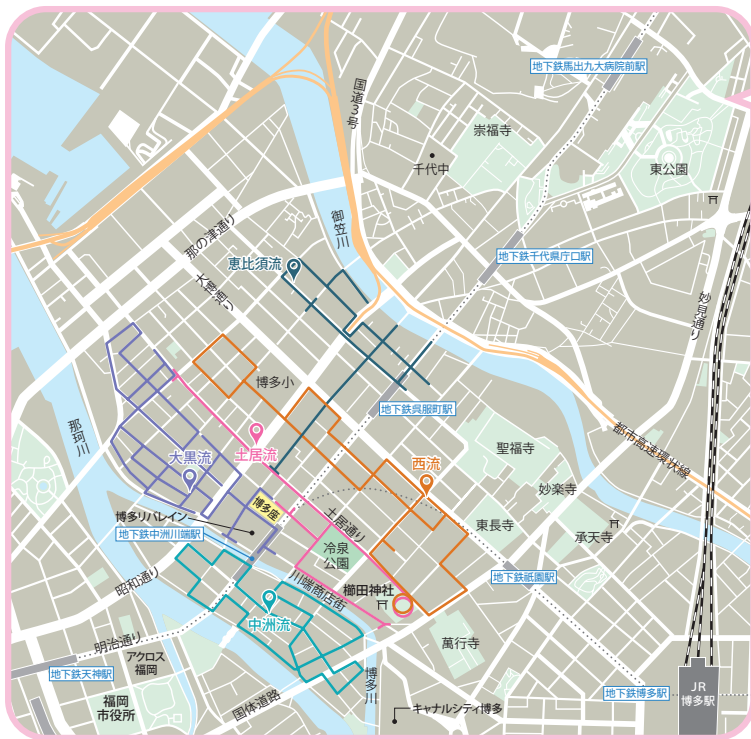 地下鉄馬出九大病院前駅
国道3号
崇福寺
千代中
東公園
御笠川
那の津通り
地下鉄千代県庁口駅
恵比須流
大博通り
妙見通り
博多小
地下鉄呉服町駅
那珂川
都市高速環状線
土居流
聖福寺
大黒流
西流
妙楽寺
博多座
博多リバレイン
土居通り
東長寺
承天寺
地下鉄中洲川端駅
冷泉
公園
昭和通り
川端商店街
地下鉄祇園駅
櫛田神社
中洲流
明治通り
萬行寺
アクロス
福岡
地下鉄天神駅
博多川
JR
博多駅
地下鉄博多駅
福岡
市役所
国体道路
キャナルシティ博多